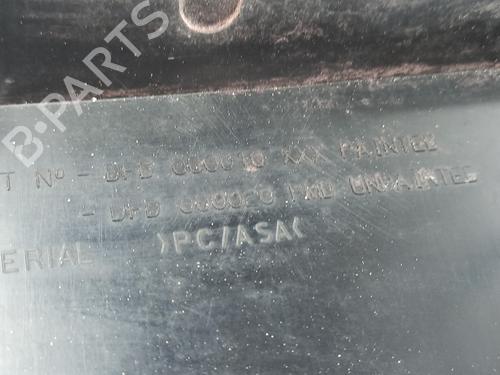 B-PARTS
T Nº - DFB 000010 XXX PAINTED
- DFB 000020 PMD UNPAINTED
ERIAL >PC/ASA<